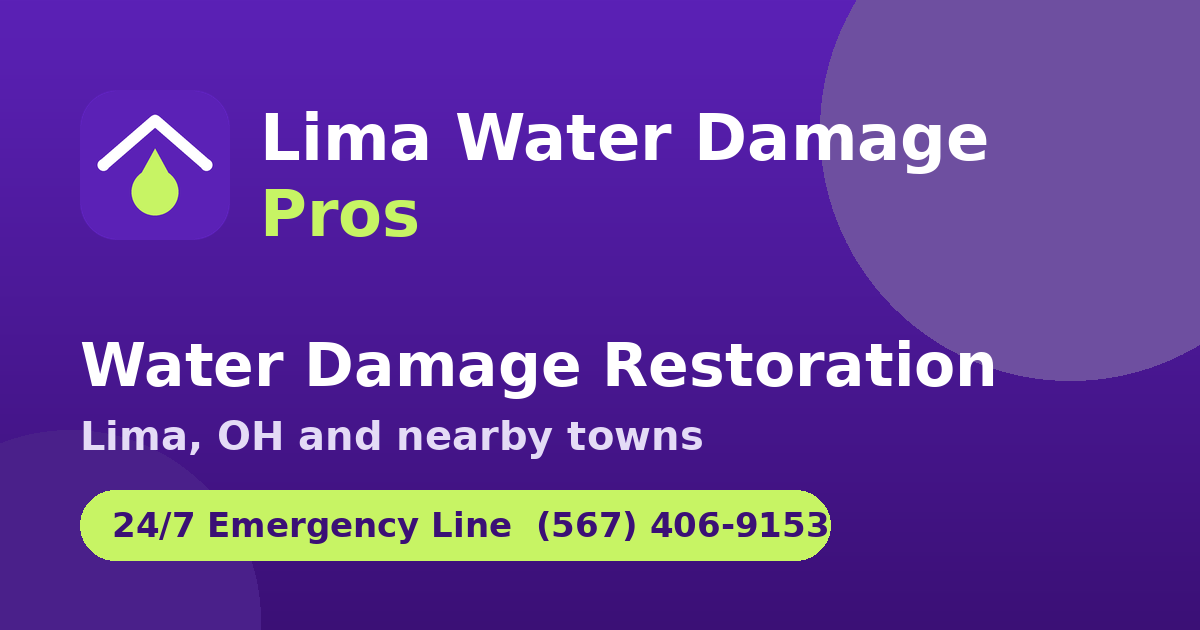 Lima Water Damage
Pros
Water Damage Restoration
Lima, OH and nearby towns
24/7 Emergency Line (567) 406-9153